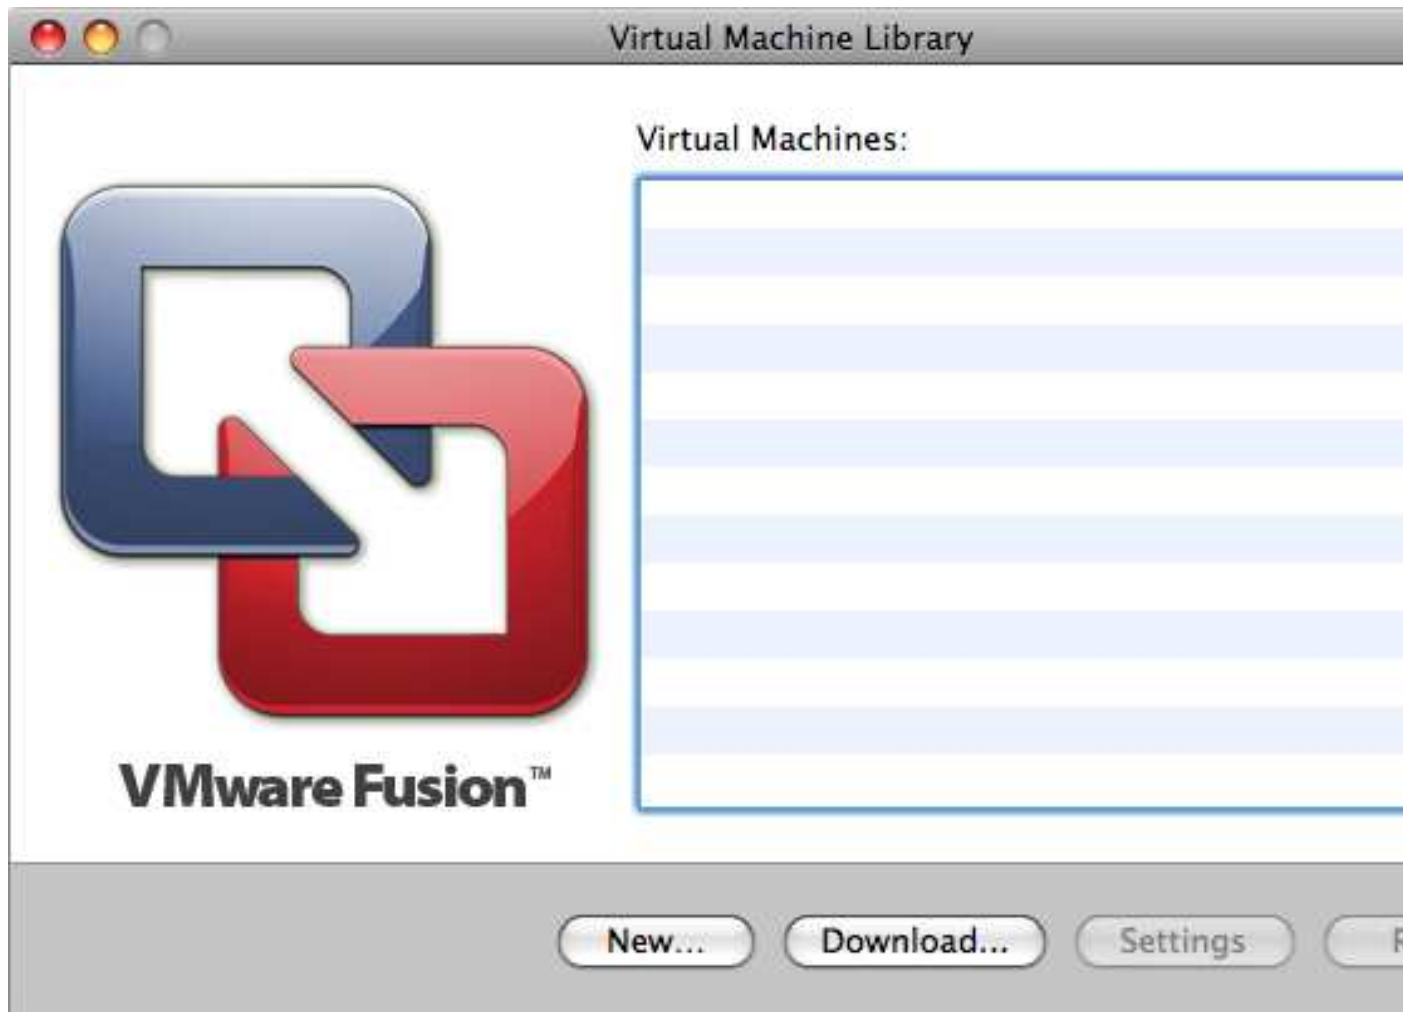 Virtual Machine Library
Virtual Machines:
VMware Fusion™
New...
Download...
Settings